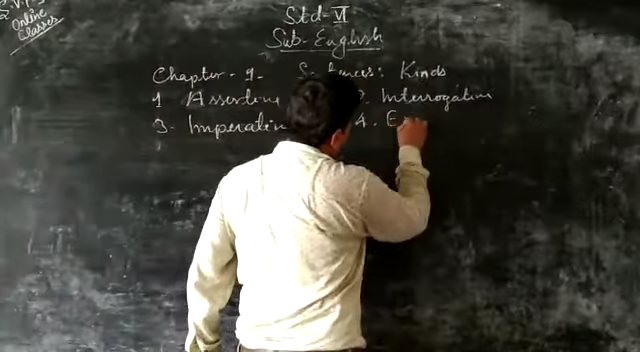 S.V.P.
Online
Classes
Std - VI
Sub - English
Chapter - 1. Kinds
1 Assertive 2. Interrogative
3. Imperative 4. E